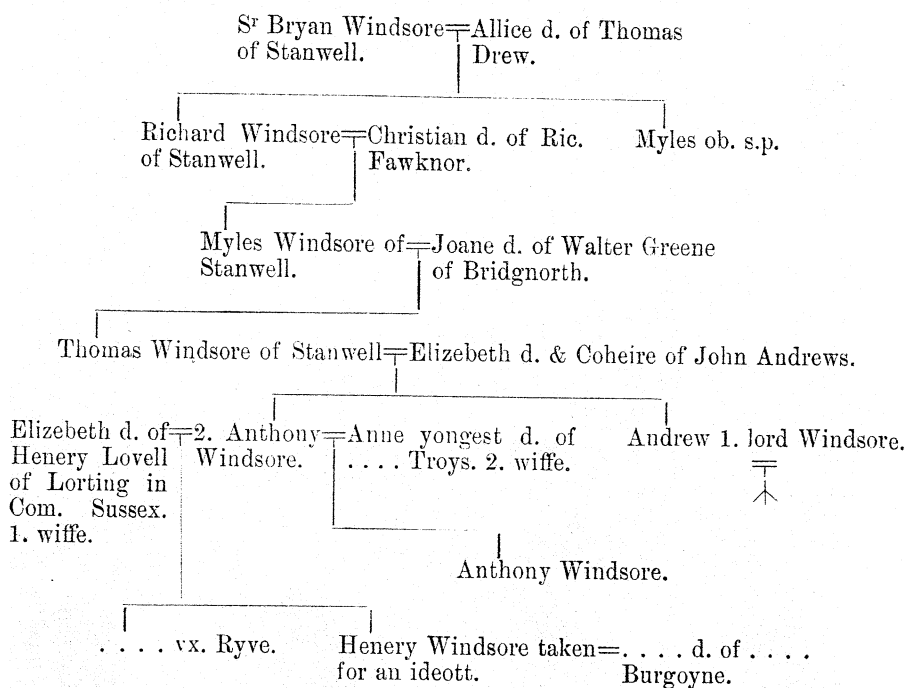 Sr Bryan Windsore=Allice d. of Thomas
of Stanwell. Drew.
Richard Windsore=Christian d. of Ric. Myles ob. s.p.
of Stanwell. Fawknor.
Myles Windsore of=Joane d. of Walter Greene
Stanwell. of Bridgnorth.
Thomas Windsore of Stanwell=Elizebeth d. & Coheire of John Andrews.
Elizebeth d. of=2. Anthony=Anne yongest d. of Andrew 1. lord Windsore.
Henery Lovell Windsore. . . . . Troys. 2. wiffe.
of Lorting in
Com. Sussex.
1. wiffe.
Anthony Windsore.
. . . . vx. Ryve. Henery Windsore taken=. . . . d. of . . . .
for an ideott. Burgoyne.